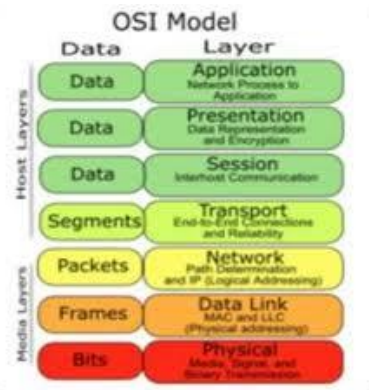 OSI Model
Data Layer
Data Application
Network Process to
Application
Data Presentation
Data Representation
and Encryption
Data Session
Interhost Communication
Segments Transport
End-to-End Connections
and Reliability
Packets Network
Path Determination
and IP (Logical Addressing)
Frames Data Link
MAC and LLC
(Physical addressing)
Bits Physical
Media, Signal, and
Binary Transmission
Host Layers
Media Layers